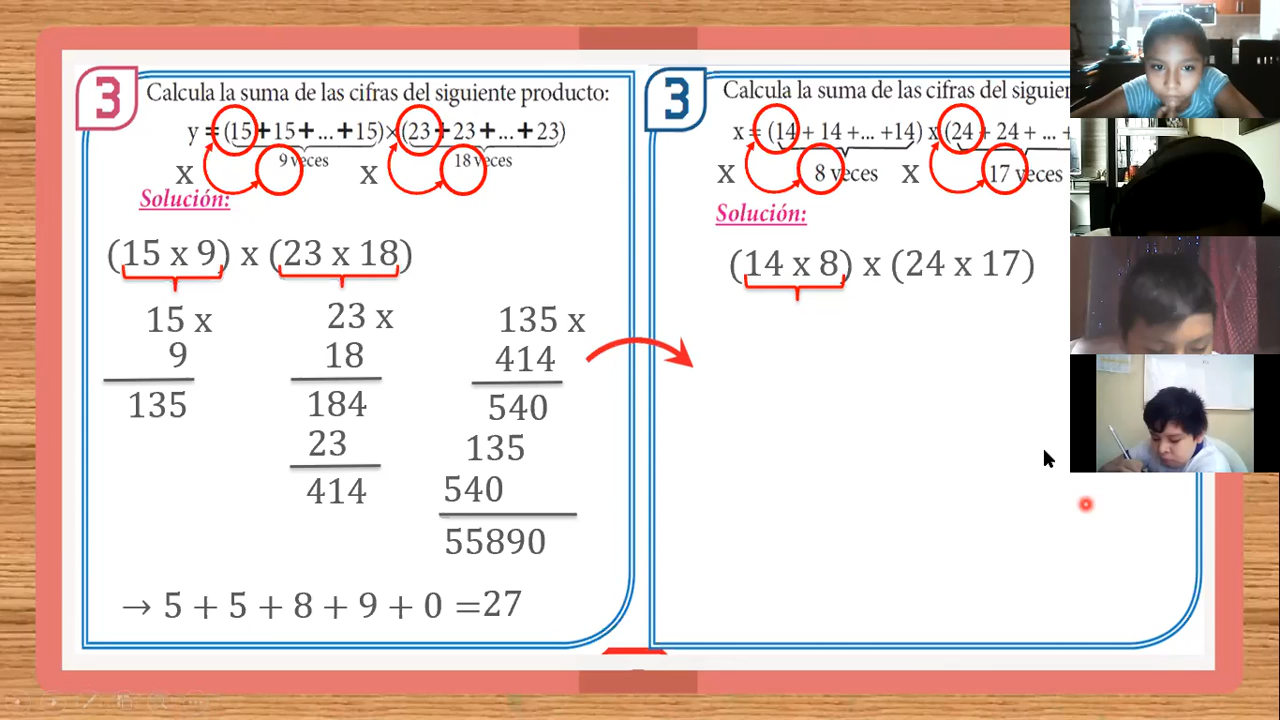 3
Calcula la suma de las cifras del siguiente producto:
y = (15+15+...+15)×(23+23+...+23)
9 veces
18 veces
X
X
Solución:
(15 x 9) x (23 x 18)
15 x
9
135
23 x
18
184
23
414
135 x
414
540
135
540
55890
→ 5 + 5 + 8 + 9 + 0 =27
3
Calcula la suma de las cifras del
x = (14 + 14 +... +14) x (24 + 24 + ... +
8 veces
17 veces
X
X
Solución:
(14 x 8) x (24 x 17)